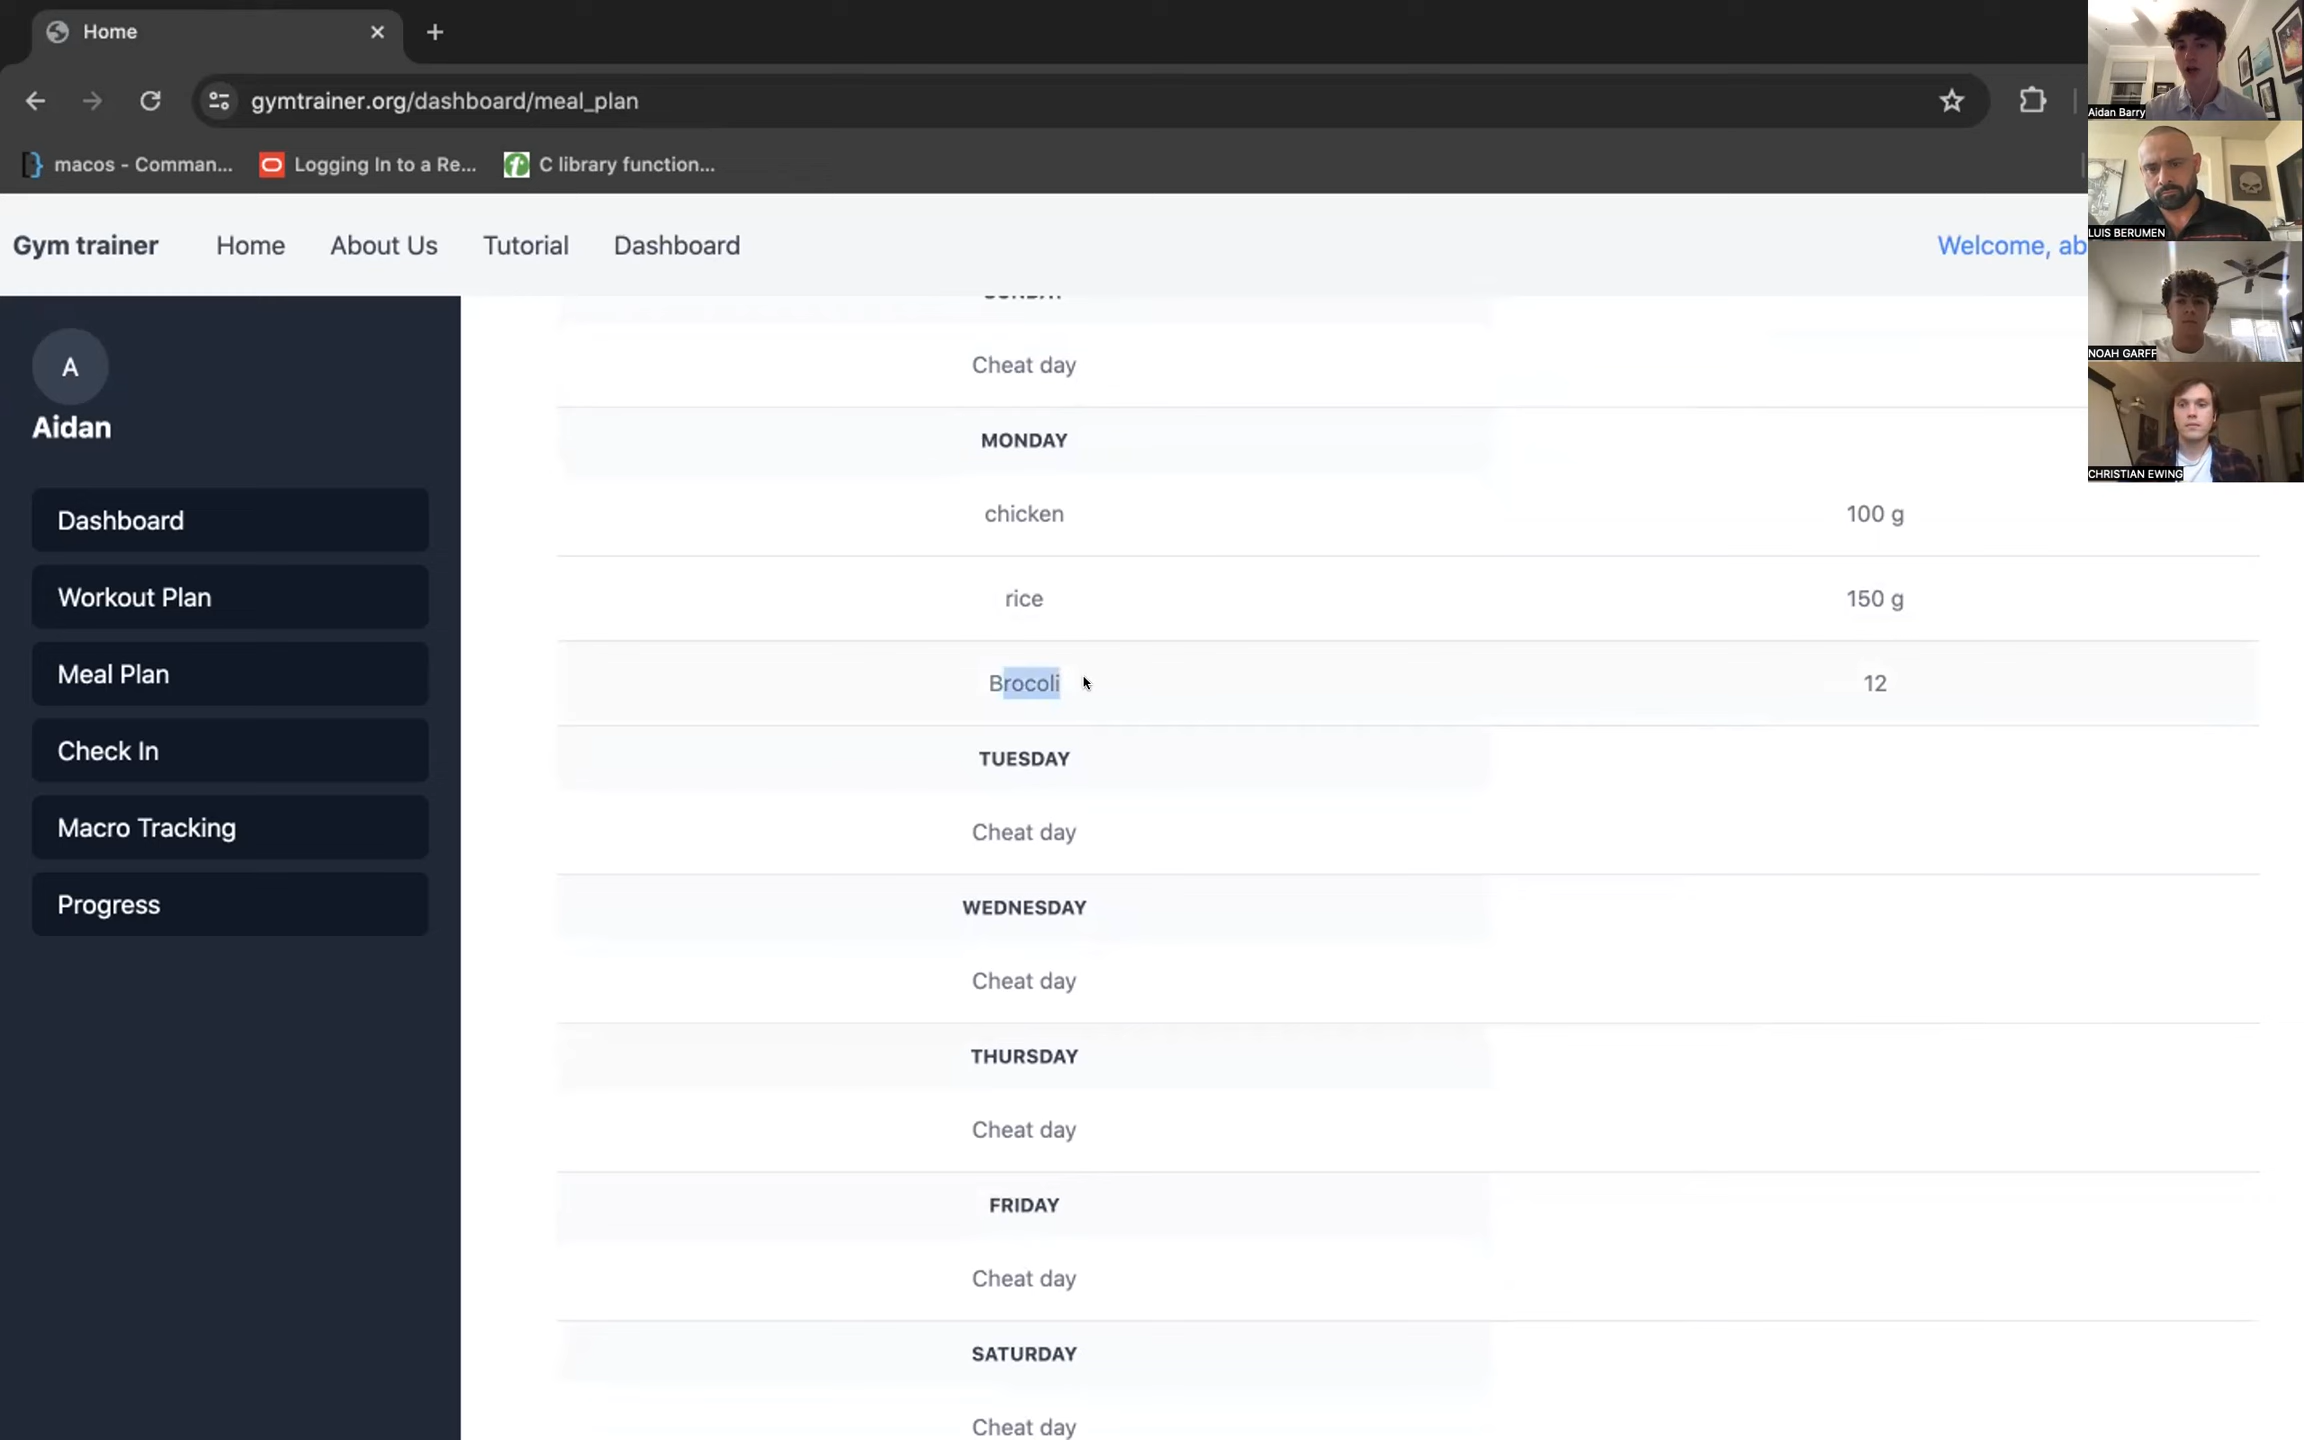 Home
gymtrainer.org/dashboard/meal_plan
macos - Comman... Logging In to a Re... C library function...
Gym trainer Home About Us Tutorial Dashboard Welcome, ab
Aidan Barry
LUIS BERUMEN
NOAH GARFF
CHRISTIAN EWING
A
Aidan
Dashboard
Workout Plan
Meal Plan
Check In
Macro Tracking
Progress
SUNDAY
Cheat day
MONDAY
chicken 100 g
rice 150 g
Brocoli 12
TUESDAY
Cheat day
WEDNESDAY
Cheat day
THURSDAY
Cheat day
FRIDAY
Cheat day
SATURDAY
Cheat day